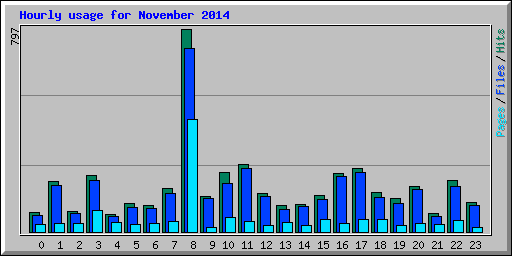 Hourly usage for November 2014
797
Pages/Files/Hits
0 1 2 3 4 5 6 7 8 9 10 11 12 13 14 15 16 17 18 19 20 21 22 23